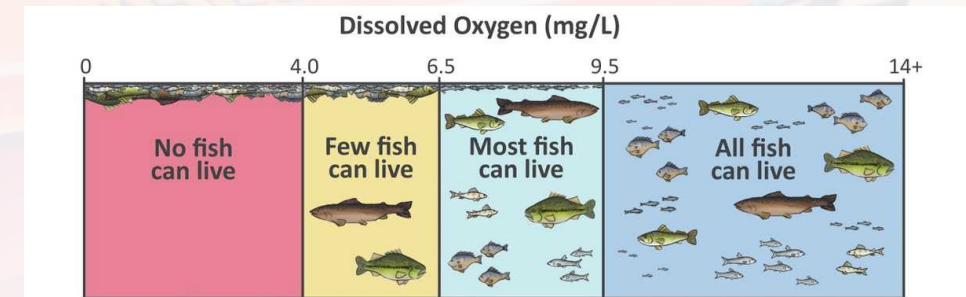 Dissolved Oxygen (mg/L)
0 4.0 6.5 9.5 14+
No fish
can live
Few fish
can live
Most fish
can live
All fish
can live